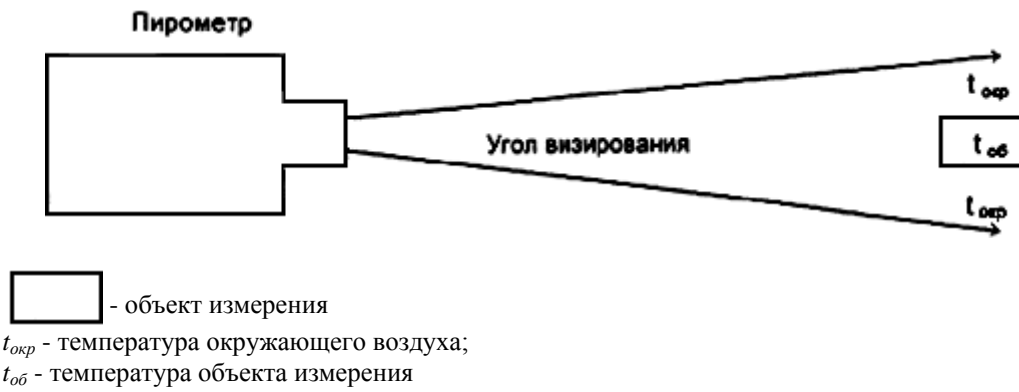 Пирометр
t окр
Угол визирования
t об
t окр
- объект измерения
tокр - температура окружающего воздуха;
tоб - температура объекта измерения